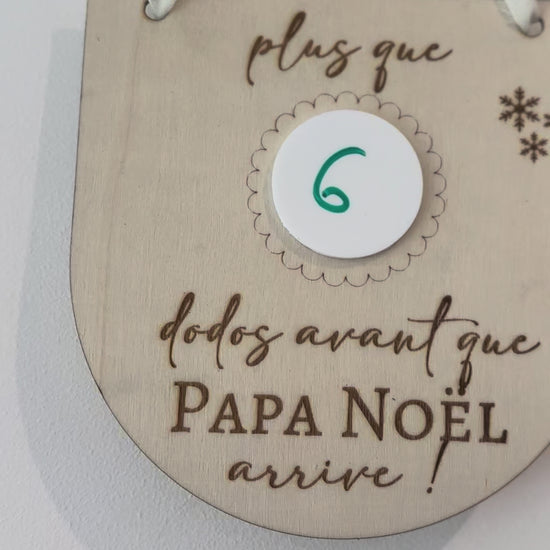 plus que
6
dodos avant que
PAPA NOËL
arrive !